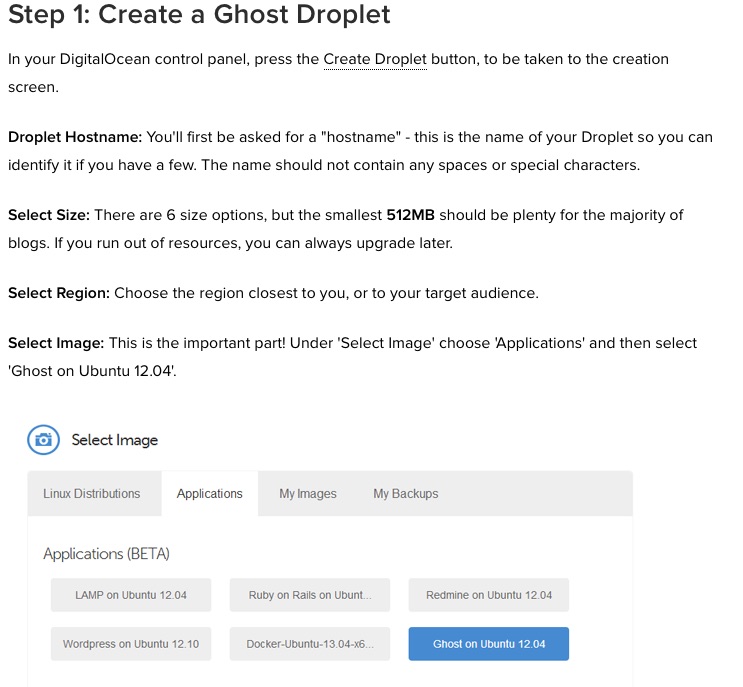 Step 1: Create a Ghost Droplet
In your DigitalOcean control panel, press the Create Droplet button, to be taken to the creation
screen.
Droplet Hostname: You'll first be asked for a "hostname" - this is the name of your Droplet so you can
identify it if you have a few. The name should not contain any spaces or special characters.
Select Size: There are 6 size options, but the smallest 512MB should be plenty for the majority of
blogs. If you run out of resources, you can always upgrade later.
Select Region: Choose the region closest to you, or to your target audience.
Select Image: This is the important part! Under 'Select Image' choose 'Applications' and then select
'Ghost on Ubuntu 12.04'.
Select Image
Linux Distributions Applications My Images My Backups
Applications (BETA)
LAMP on Ubuntu 12.04 Ruby on Rails on Ubunt... Redmine on Ubuntu 12.04
Wordpress on Ubuntu 12.10 Docker-Ubuntu-13.04-x6... Ghost on Ubuntu 12.04